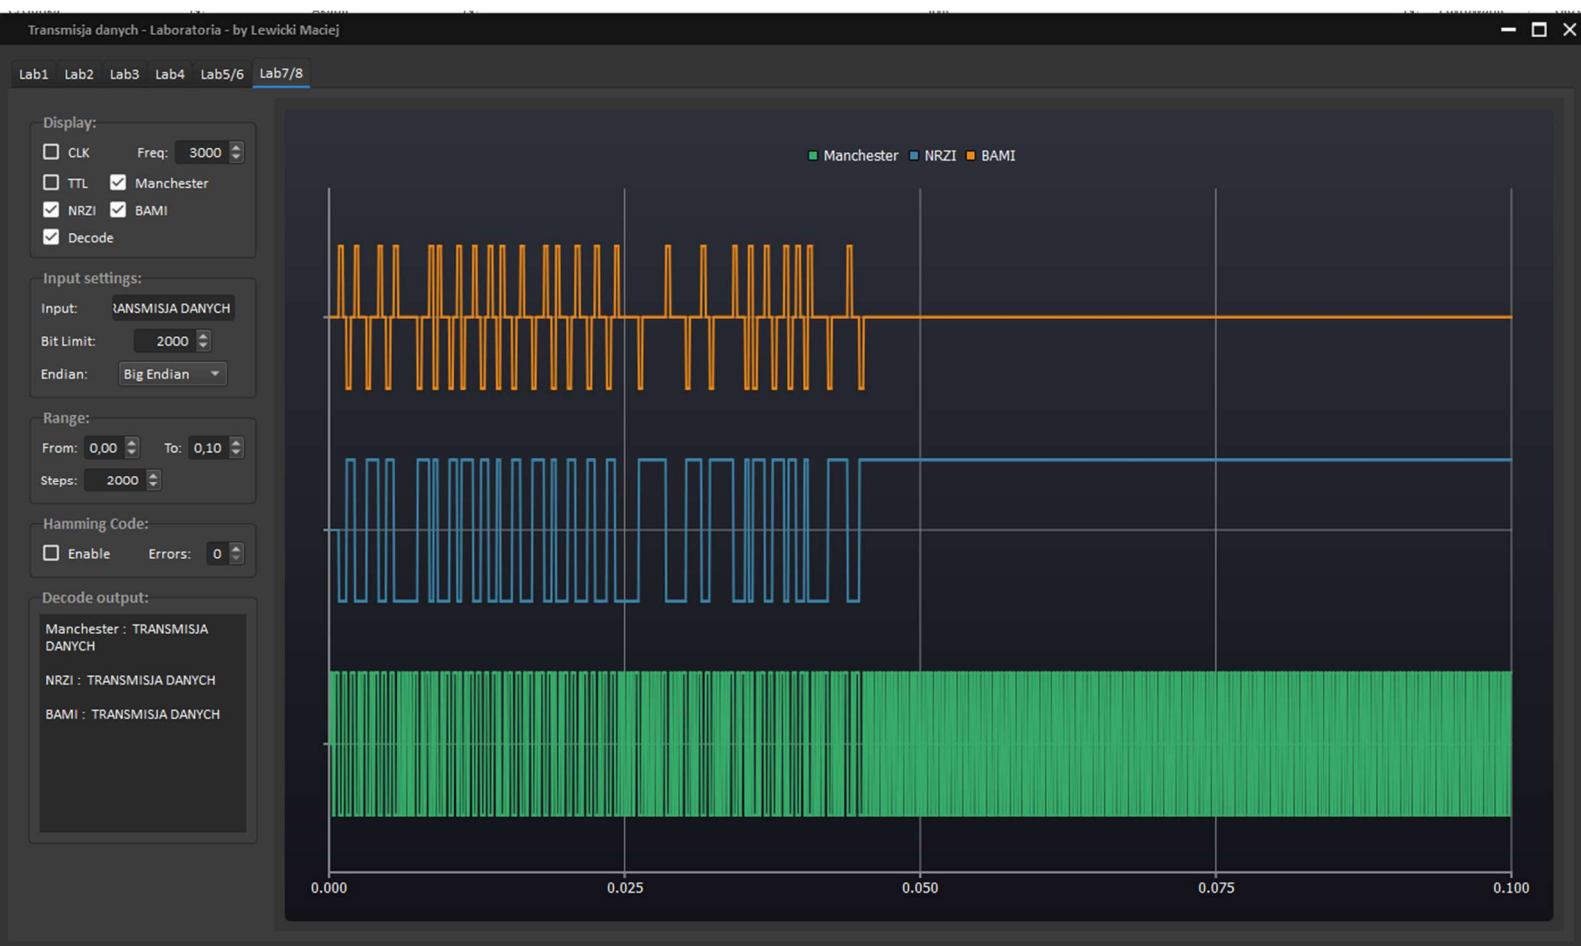 Transmisja danych - Laboratoria - by Lewicki Maciej
Lab1 Lab2 Lab3 Lab4 Lab5/6 Lab7/8
Display:
CLK Freq: 3000
TTL Manchester
NRZI BAMI
Decode
Input settings:
Input: RANSMISJA DANYCH
Bit Limit: 2000
Endian: Big Endian
Range:
From: 0,00 To: 0,10
Steps: 2000
Hamming Code:
Enable Errors: 0
Decode output:
Manchester : TRANSMISJA
DANYCH
NRZI : TRANSMISJA DANYCH
BAMI : TRANSMISJA DANYCH
Manchester NRZI BAMI
0.000 0.025 0.050 0.075 0.100